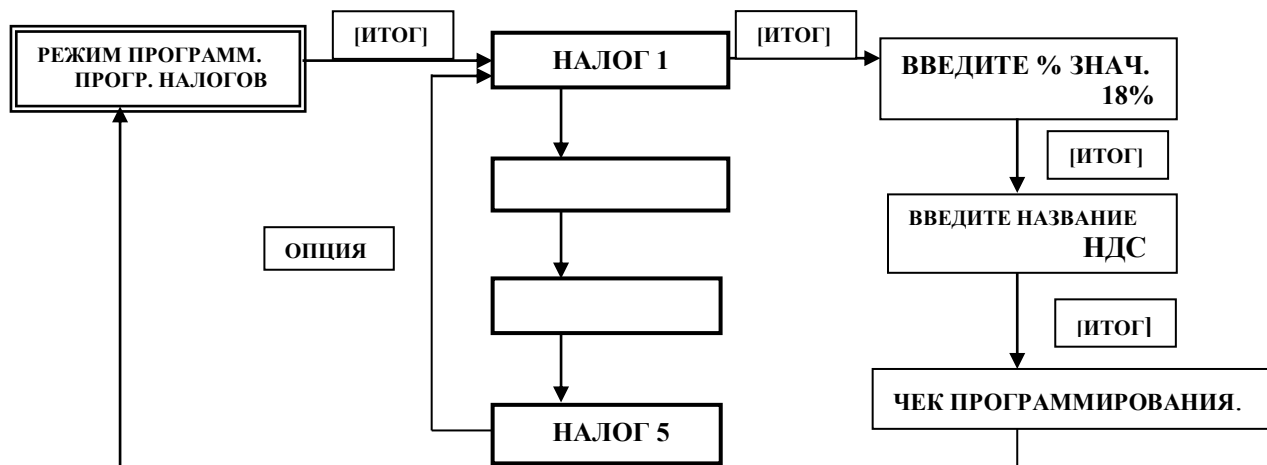 РЕЖИМ ПРОГРАММ.
ПРОГР. НАЛОГОВ
[ИТОГ]
НАЛОГ 1
[ИТОГ]
ВВЕДИТЕ % ЗНАЧ.
18%
[ИТОГ]
ВВЕДИТЕ НАЗВАНИЕ
НДС
ОПЦИЯ
[ИТОГ]
НАЛОГ 5
ЧЕК ПРОГРАММИРОВАНИЯ.